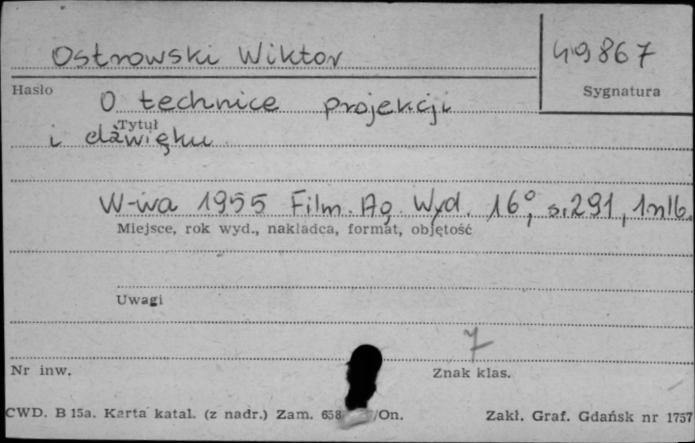 Ostrowski Wiktor
49867
Hasło
Sygnatura
O technice projekcji
Tytuł
i dźwięku
W-wa 1955 Film. Ag. Wyd. 16°, s. 291, 1 nlb.
Miejsce, rok wyd., nakładca, format, objętość
Uwagi
7
Nr inw.
Znak klas.
CWD. B 15a. Karta katal. (z nadr.) Zam. 658 /On.
Zakł. Graf. Gdańsk nr 1757